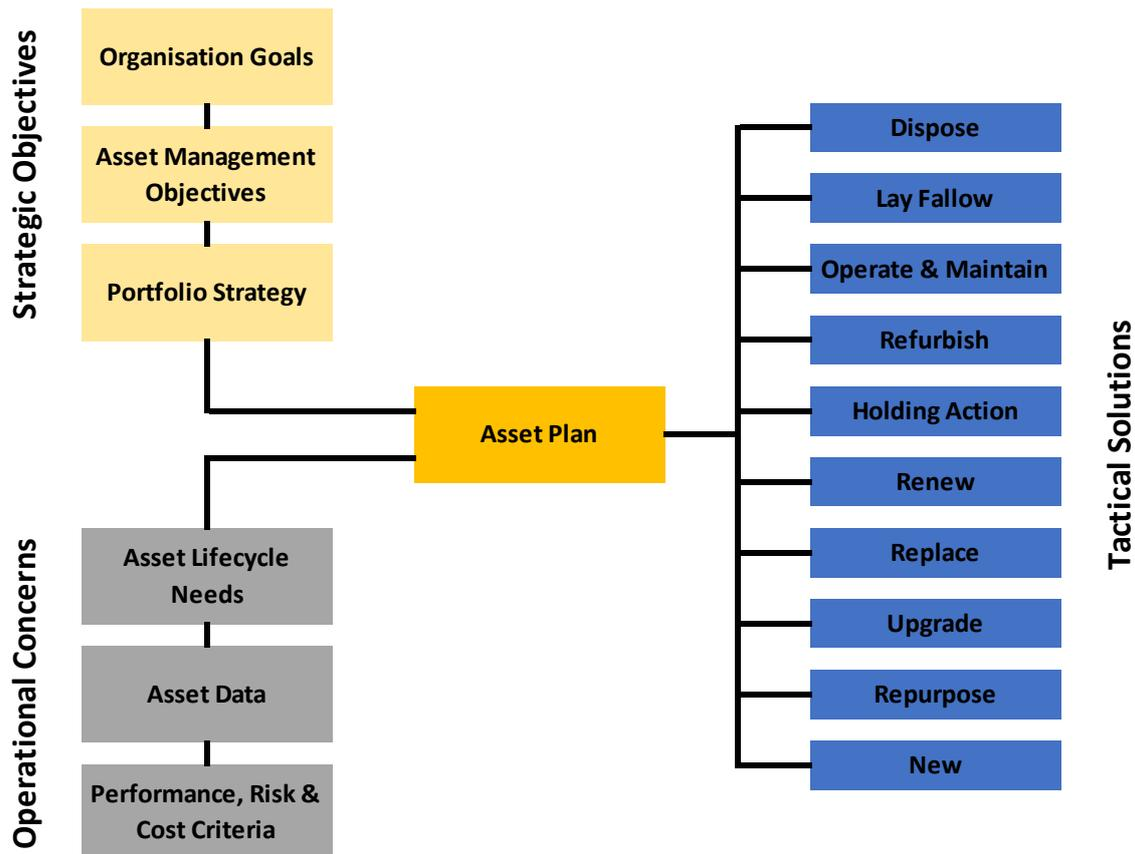 Strategic Objectives
Organisation Goals
Asset Management
Objectives
Portfolio Strategy
Asset Plan
Operational Concerns
Asset Lifecycle
Needs
Asset Data
Performance, Risk &
Cost Criteria
Dispose
Lay Fallow
Operate & Maintain
Refurbish
Holding Action
Renew
Replace
Upgrade
Repurpose
New
Tactical Solutions